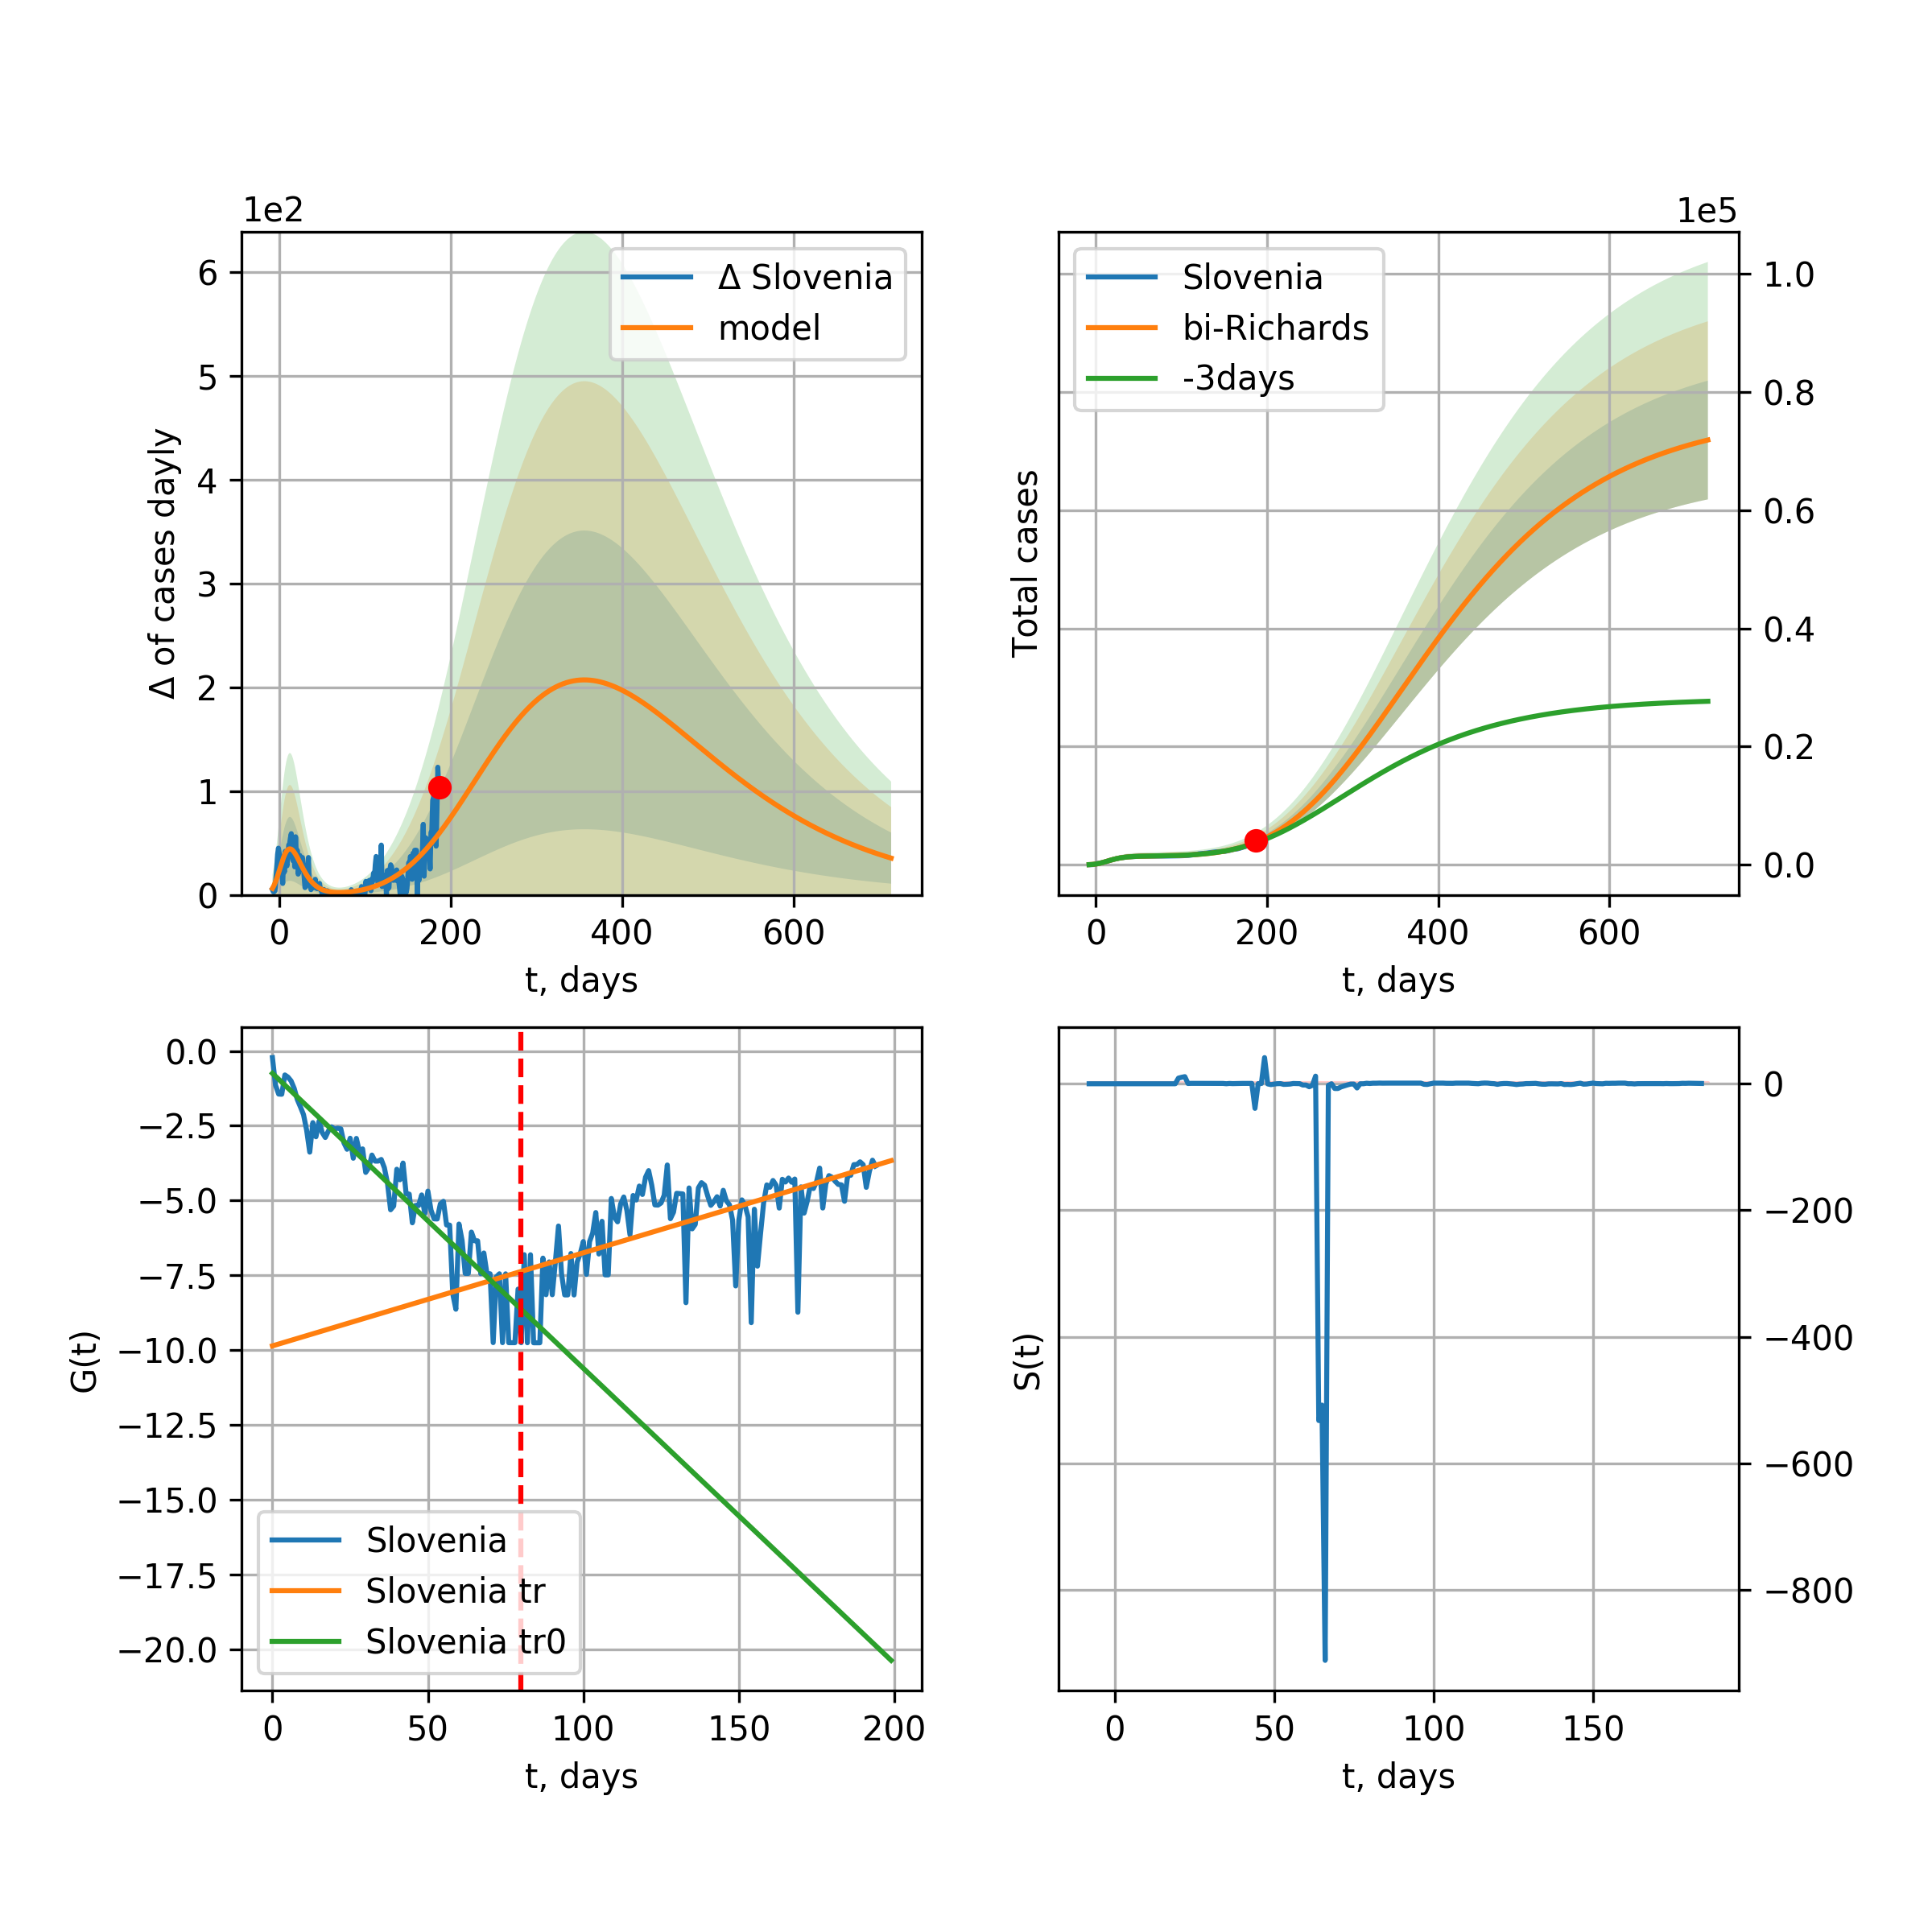 1e2
Δ of cases dayly
6
5
4
3
2
1
0
Δ Slovenia
model
0 200 400 600
t, days
1e5
Total cases
Slovenia
bi-Richards
-3days
1.0
0.8
0.6
0.4
0.2
0.0
0 200 400 600
t, days
G(t)
0.0
−2.5
−5.0
−7.5
−10.0
−12.5
−15.0
−17.5
−20.0
Slovenia
Slovenia tr
Slovenia tr0
0 50 100 150 200
t, days
S(t)
0
−200
−400
−600
−800
0 50 100 150
t, days